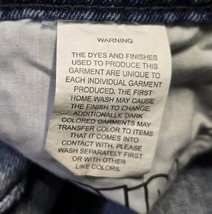 WARNING
THE DYES AND FINISHES
USED TO PRODUCE THIS
GARMENT ARE UNIQUE TO
EACH INDIVIDUAL GARMENT
PRODUCED. THE FIRST
HOME WASH MAY CAUSE
THE FINISH TO CHANGE.
ADDITIONALLY, DARK
COLORED GARMENTS MAY
TRANSFER COLOR TO ITEMS
THAT IT COMES INTO
CONTACT WITH, PLEASE
WASH SEPARATELY FIRST
OR WITH OTHER
LIKE COLORS.